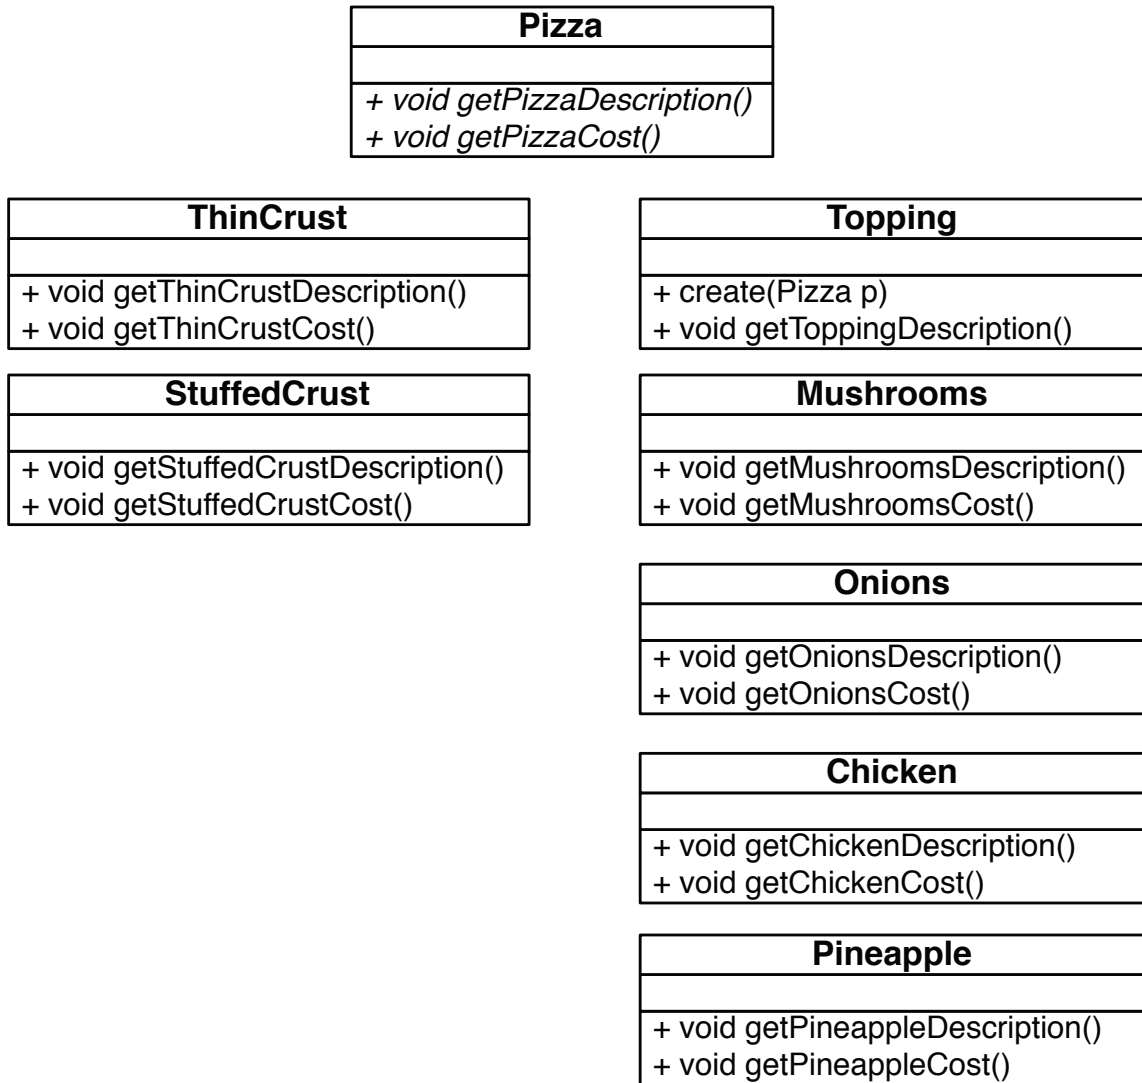 Pizza
+ void getPizzaDescription()
+ void getPizzaCost()
ThinCrust
+ void getThinCrustDescription()
+ void getThinCrustCost()
StuffedCrust
+ void getStuffedCrustDescription()
+ void getStuffedCrustCost()
Topping
+ create(Pizza p)
+ void getToppingDescription()
Mushrooms
+ void getMushroomsDescription()
+ void getMushroomsCost()
Onions
+ void getOnionsDescription()
+ void getOnionsCost()
Chicken
+ void getChickenDescription()
+ void getChickenCost()
Pineapple
+ void getPineappleDescription()
+ void getPineappleCost()